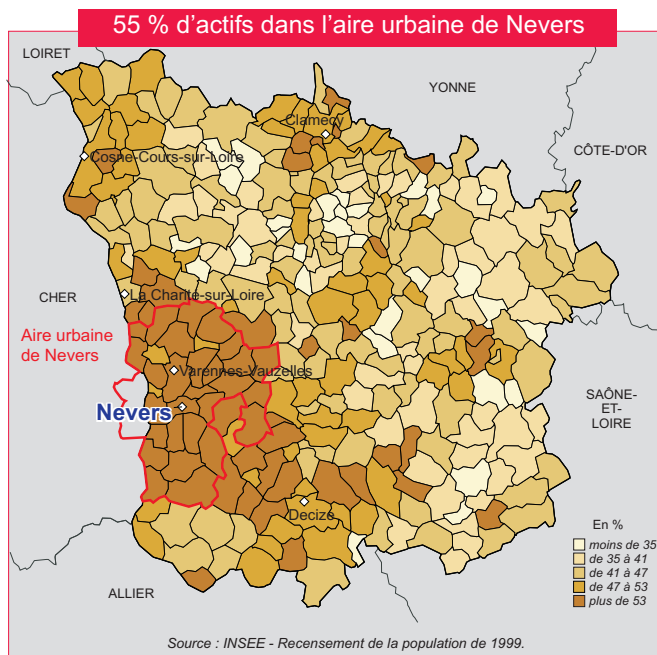 55 % d'actifs dans l'aire urbaine de Nevers
LOIRET
YONNE
Clamecy
CÔTE-D'OR
Cosne-Cours-sur-Loire
CHER
La Charité-sur-Loire
Aire urbaine
de Nevers
Varennes-Vauzelles
Nevers
SAÔNE-
ET-
LOIRE
Decize
En %
moins de 35
de 35 à 41
de 41 à 47
de 47 à 53
plus de 53
ALLIER
Source : INSEE - Recensement de la population de 1999.